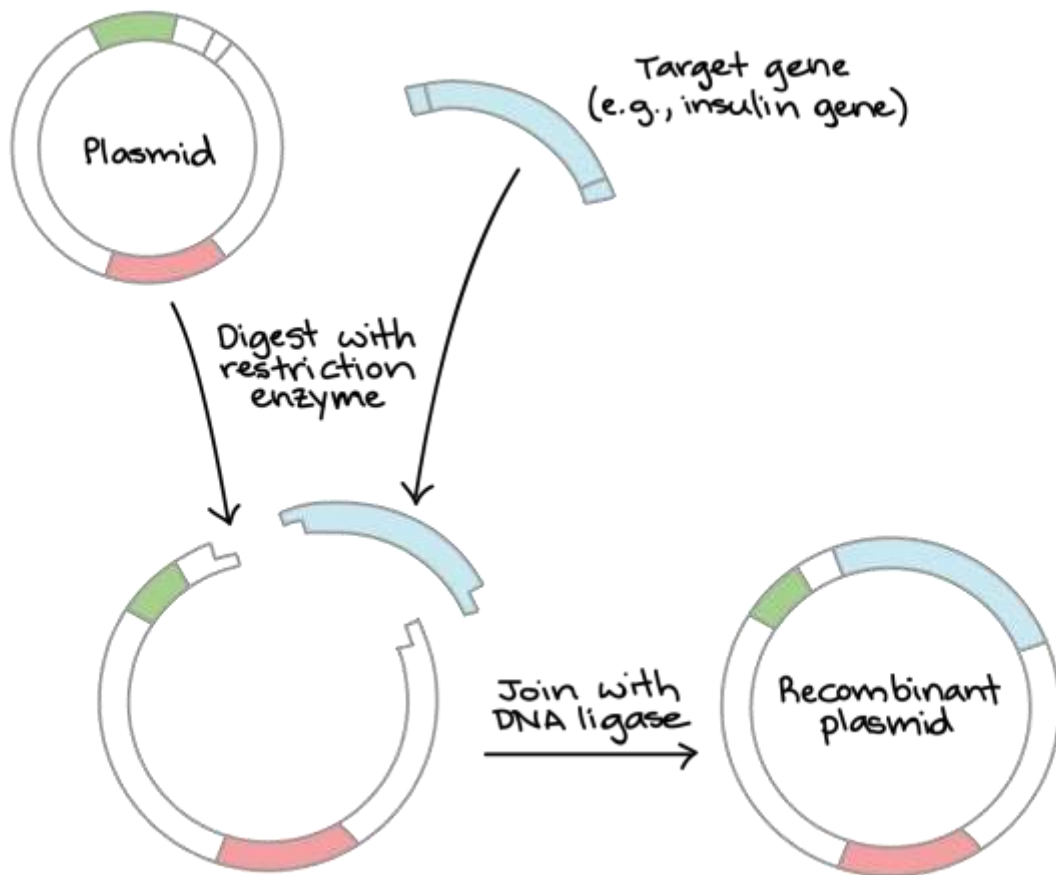 Plasmid
Target gene
(e.g., insulin gene)
Digest with
restriction
enzyme
Join with
DNA ligase
Recombinant
plasmid